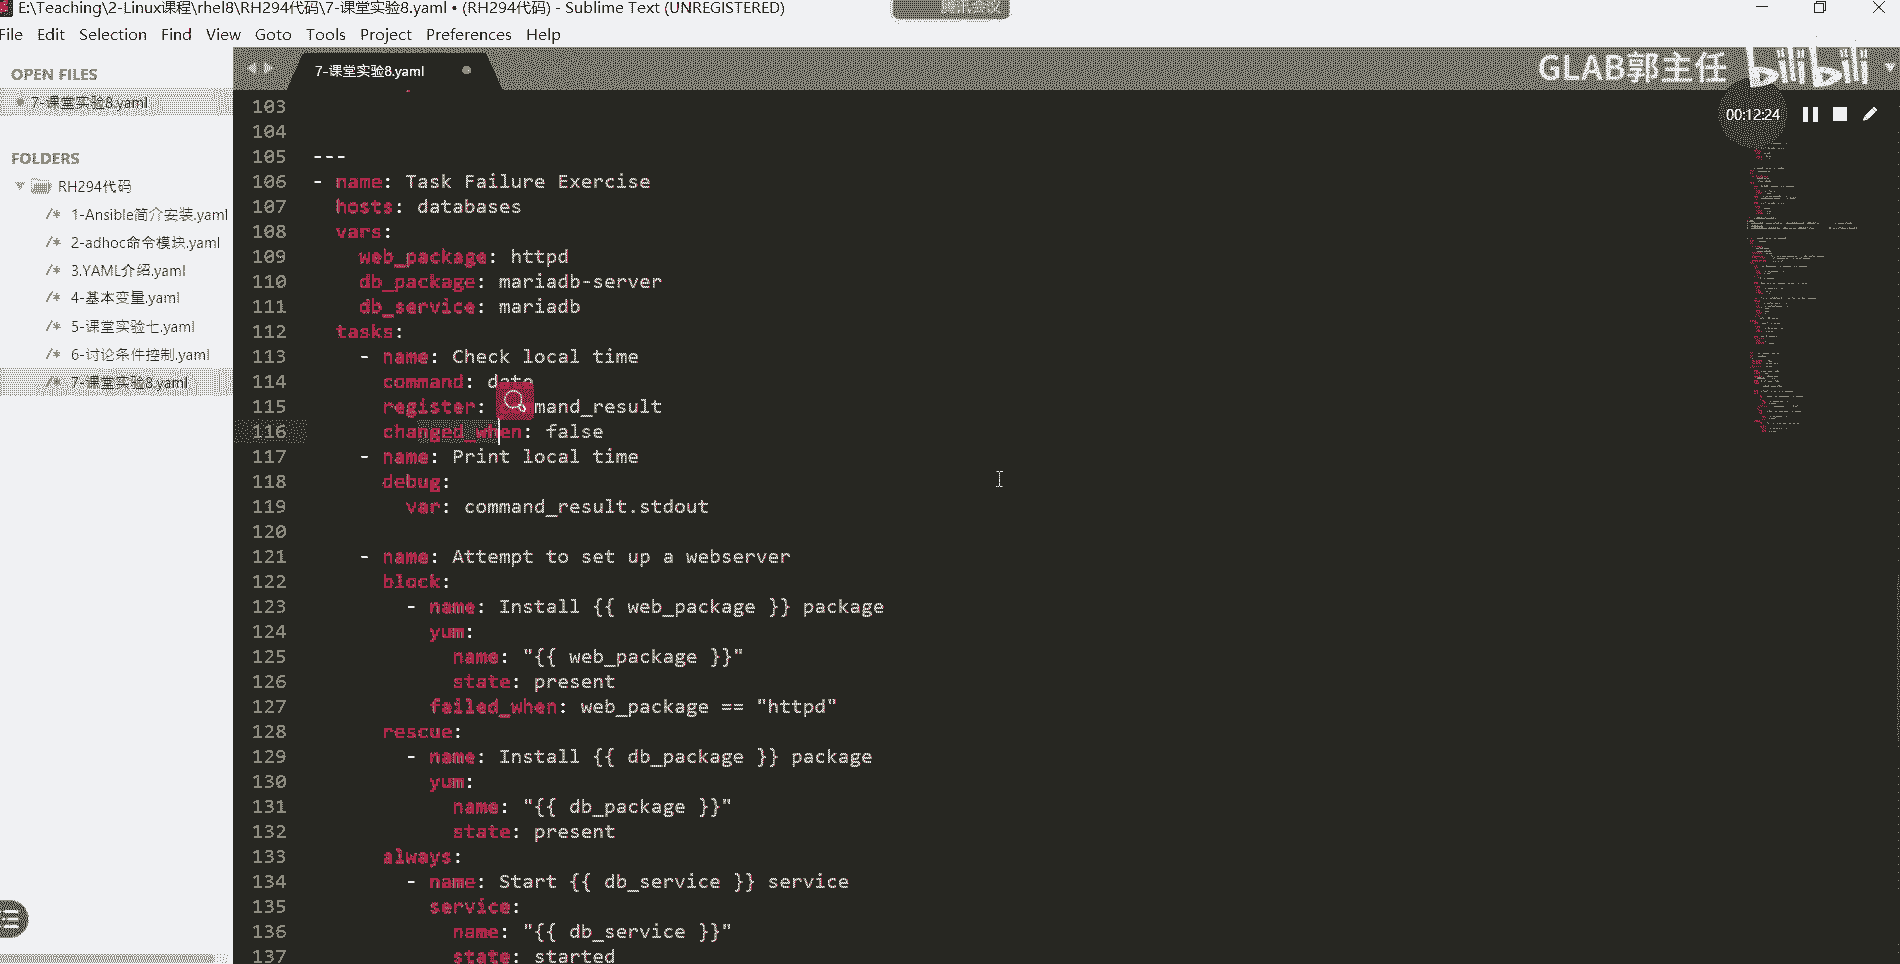 E:\Teaching\2-Linux课程\rhel8\RH294代码\7-课堂实验8.yaml • (RH294代码) - Sublime Text (UNREGISTERED)
腾讯会议
File Edit Selection Find View Goto Tools Project Preferences Help
OPEN FILES
7-课堂实验8.yaml
FOLDERS
RH294代码
/* 1-Ansible简介安装.yaml
/* 2-adhoc命令模块.yaml
/* 3.YAML介绍.yaml
/* 4-基本变量.yaml
/* 5-课堂实验七.yaml
/* 6-讨论条件控制.yaml
/* 7-课堂实验8.yaml
7-课堂实验8.yaml
GLAB郭主任 bilibili
00:12:24
103
104
105 ---
106 - name: Task Failure Exercise
107 hosts: databases
108 vars:
109 web_package: httpd
110 db_package: mariadb-server
111 db_service: mariadb
112 tasks:
113 - name: Check local time
114 command: date
115 register: mand_result
116 changed_when: false
117 - name: Print local time
118 debug:
119 var: command_result.stdout
120
121 - name: Attempt to set up a webserver
122 block:
123 - name: Install {{ web_package }} package
124 yum:
125 name: "{{ web_package }}"
126 state: present
127 failed_when: web_package == "httpd"
128 rescue:
129 - name: Install {{ db_package }} package
130 yum:
131 name: "{{ db_package }}"
132 state: present
133 always:
134 - name: Start {{ db_service }} service
135 service:
136 name: "{{ db_service }}"
137 state: started